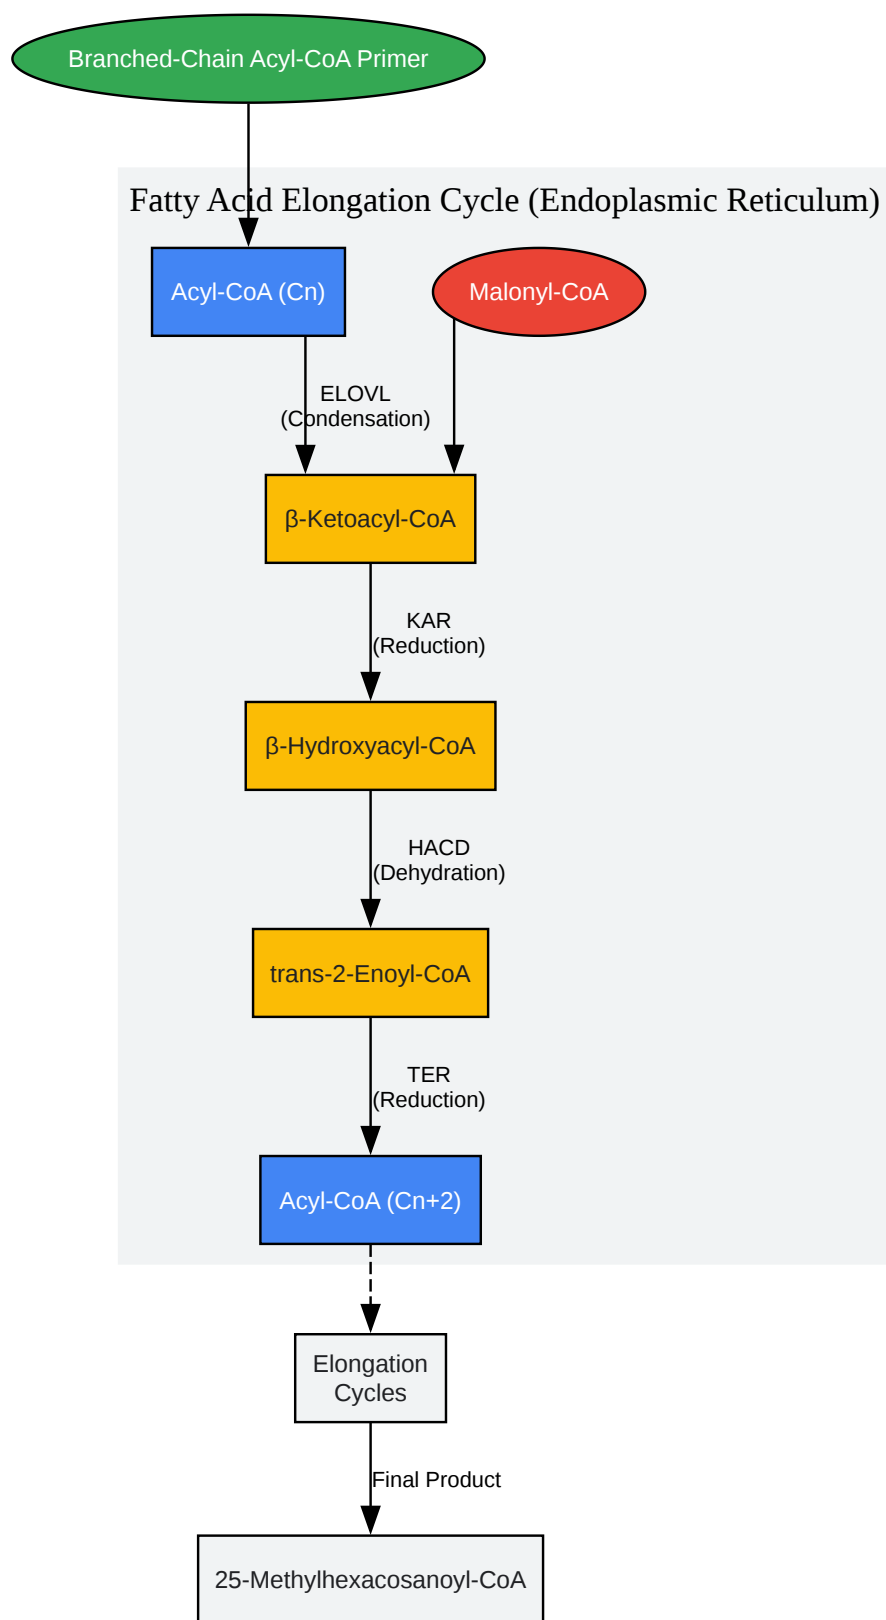 Branched-Chain Acyl-CoA Primer
Fatty Acid Elongation Cycle (Endoplasmic Reticulum)
Acyl-CoA (Cn)
Malonyl-CoA
ELOVL
(Condensation)
β-Ketoacyl-CoA
KAR
(Reduction)
β-Hydroxyacyl-CoA
HACD
(Dehydration)
trans-2-Enoyl-CoA
TER
(Reduction)
Acyl-CoA (Cn+2)
Elongation
Cycles
Final Product
25-Methylhexacosanoyl-CoA